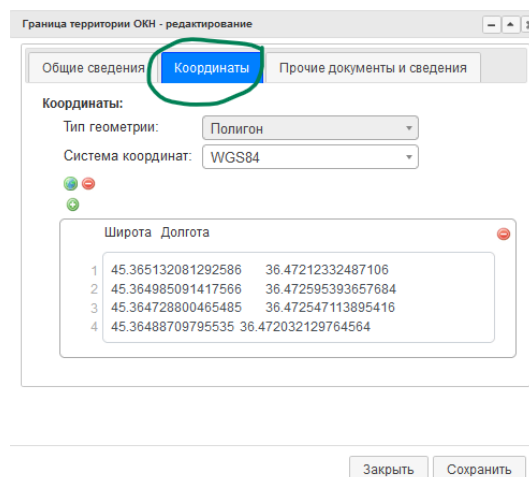 Граница территории ОКН - редактирование
Общие сведения Координаты Прочие документы и сведения
Координаты:
Тип геометрии: Полигон
Система координат: WGS84
Широта Долгота
1 45.365132081292586 36.47212332487106
2 45.364985091417566 36.472595393657684
3 45.364728800465485 36.472547113895416
4 45.36488709795535 36.472032129764564
Закрыть Сохранить